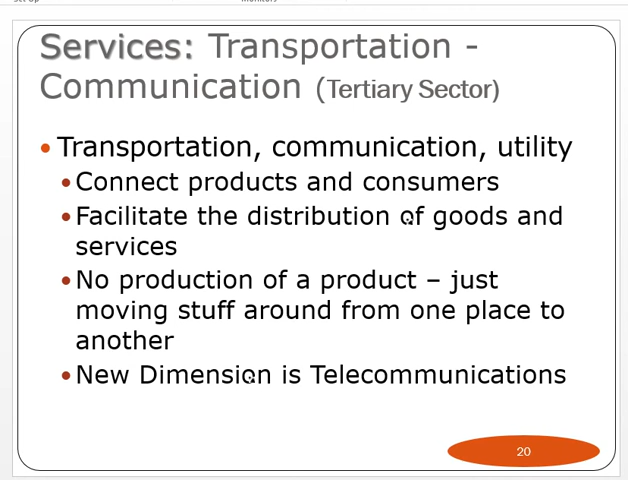 Services: Transportation -
Communication (Tertiary Sector)
• Transportation, communication, utility
• Connect products and consumers
• Facilitate the distribution of goods and
services
• No production of a product – just
moving stuff around from one place to
another
• New Dimension is Telecommunications
20